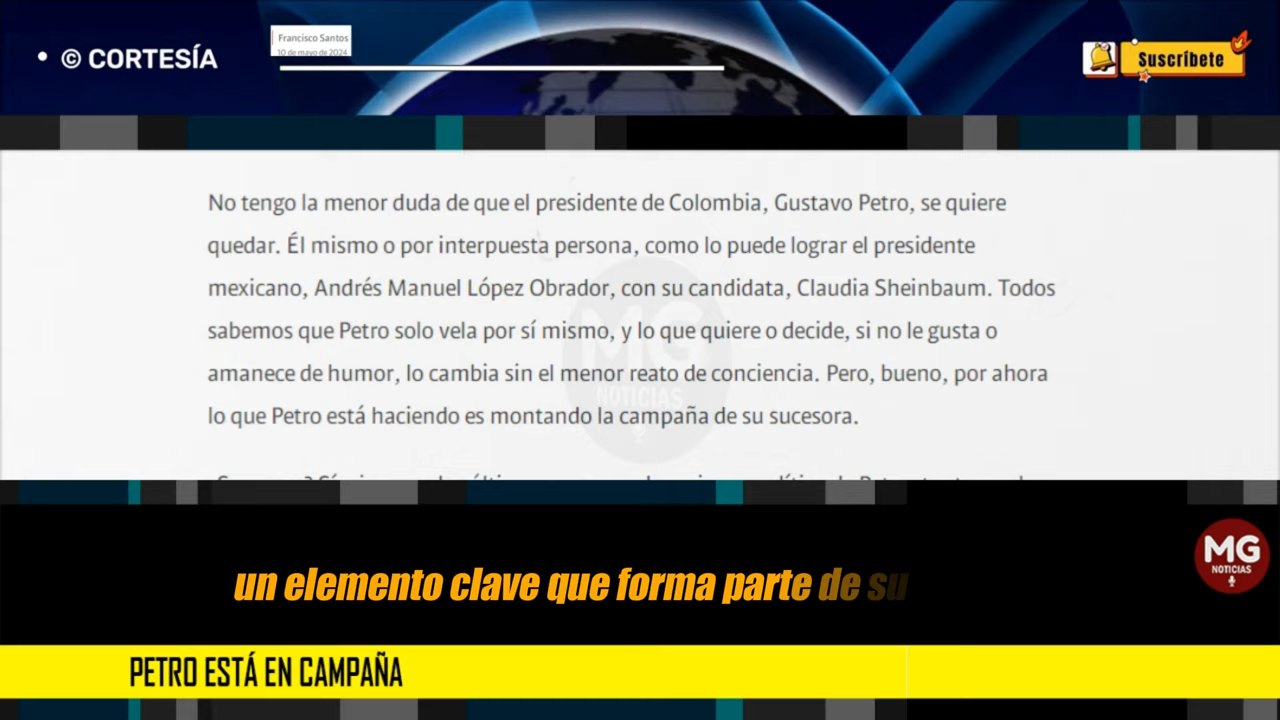 • © CORTESÍA
Francisco Santos
10 de mayo de 2024
Suscríbete
No tengo la menor duda de que el presidente de Colombia, Gustavo Petro, se quiere
quedar. Él mismo o por interpuesta persona, como lo puede lograr el presidente
mexicano, Andrés Manuel López Obrador, con su candidata, Claudia Sheinbaum. Todos
sabemos que Petro solo vela por sí mismo, y lo que quiere o decide, si no le gusta o
amanece de humor, lo cambia sin el menor reato de conciencia. Pero, bueno, por ahora
lo que Petro está haciendo es montando la campaña de su sucesora.
MG
NOTICIAS
un elemento clave que forma parte de su
MG
NOTICIAS
PETRO ESTÁ EN CAMPAÑA